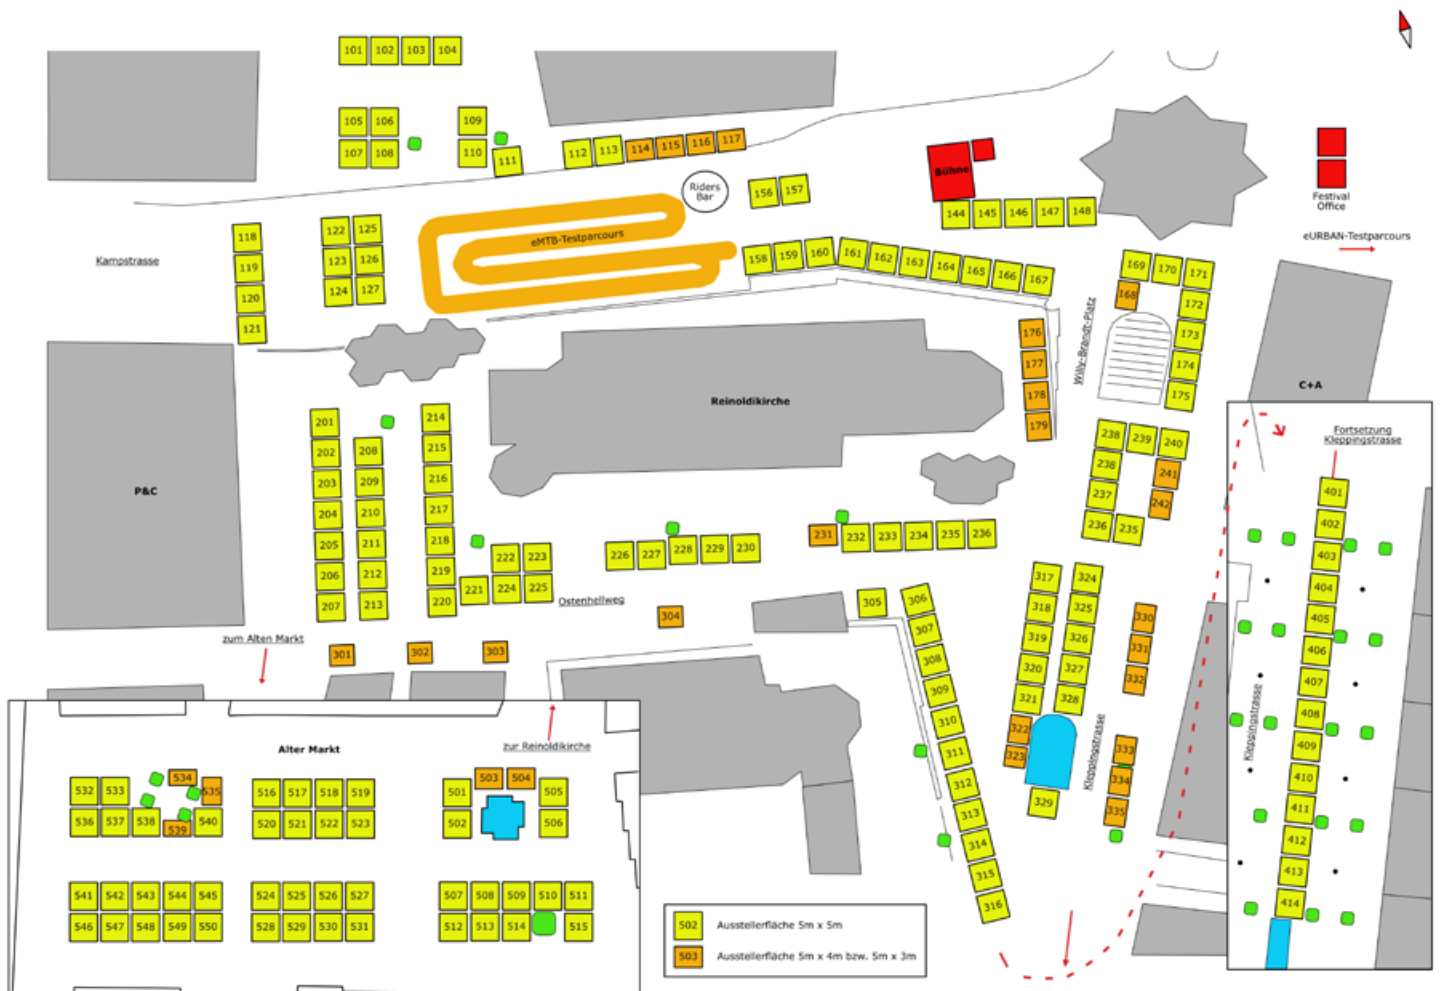 101 102 103 104
105 106
107 108
109
110
111
112 113 114 115 116 117
Riders
Bar
156 157
Bühne
144 145 146 147 148
Festival
Office
eURBAN-Testparcours
Kampstrasse
118
119
120
121
122 125
123 126
124 127
eMTB-Testparcours
158 159 160 161 162 163 164 165 166 167
169 170 171
168
172
173
174
175
Willy-Brandt-Platz
176
177
178
179
Reinoldikirche
C+A
P&C
201
202
203
204
205
206
207
208
209
210
211
212
213
214
215
216
217
218
219
220
221
222 223
224 225
226 227 228 229 230
231 232 233 234 235 236
238 239 240
238
237
236 235
241
242
Ostenhellweg
zum Alten Markt
301 302 303
304
305
306
307
308
309
310
311
312
313
314
315
316
317
318
319
320
321
322
323
324
325
326
327
328
329
330
331
332
333
334
335
Kleppingstrasse
Fortsetzung
Kleppingstrasse
401
402
403
404
405
406
407
408
409
410
411
412
413
414
Kleppingstrasse
Alter Markt
zur Reinoldikirche
532 533 534 535
536 537 538 539 540
516 517 518 519
520 521 522 523
501 503 504 505
502 506
541 542 543 544 545
546 547 548 549 550
524 525 526 527
528 529 530 531
507 508 509 510 511
512 513 514 515
502 Ausstellerfläche 5m x 5m
503 Ausstellerfläche 5m x 4m bzw. 5m x 3m